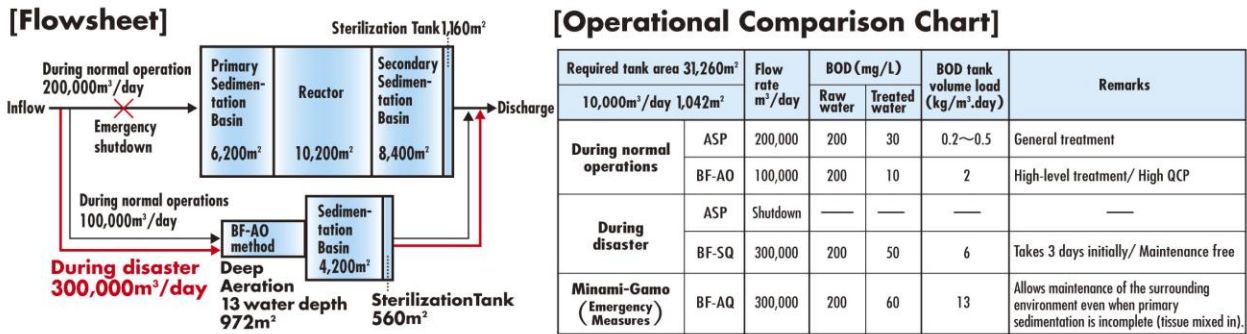 [Flowsheet]
Sterilization Tank1,160m²
During normal operation
200,000m³/day
Inflow
Emergency
shutdown
Primary
Sedimen-
tation
Basin
6,200m²
Reactor
10,200m²
Secondary
Sedimen-
tation
Basin
8,400m²
Discharge
During normal operations
100,000m³/day
BF-AO
method
Sedimen-
tation
Basin
4,200m²
During disaster
300,000m³/day
Deep
Aeration
13 water depth
972m²
SterilizationTank
560m²
[Operational Comparison Chart]
Required tank area 31,260m²
10,000m³/day 1,042m²
Flow
rate
m³/day
BOD (mg/L)
Raw
water
Treated
water
BOD tank
volume load
(kg/m³.day)
Remarks
During normal
operations
ASP 200,000 200 30 0.2～0.5 General treatment
BF-AO 100,000 200 10 2 High-level treatment/ High QCP
During
disaster
ASP Shutdown — — — —
BF-SQ 300,000 200 50 6 Takes 3 days initially/ Maintenance free
Minami-Gamo
(Emergency
Measures)
BF-AQ 300,000 200 60 13
Allows maintenance of the surrounding
environment even when primary
sedimentation is incomplete (tissue mixed in).